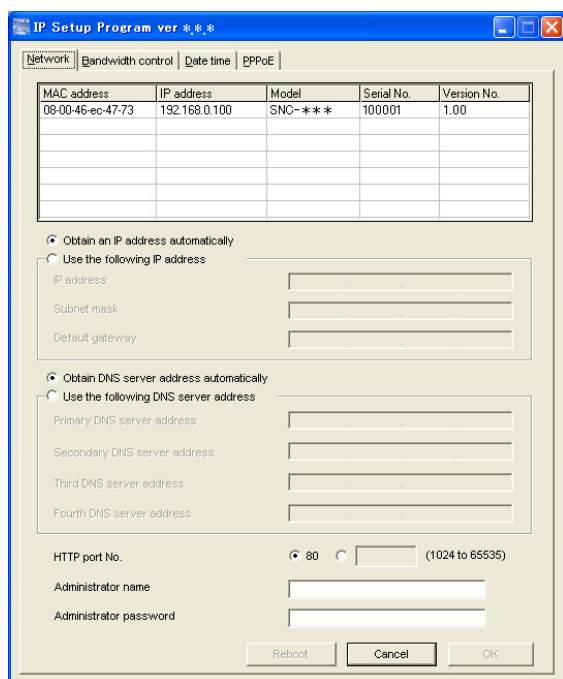 IP Setup Program ver *.*.*
Network Bandwidth control Date time PPPoE
MAC address IP address Model Serial No. Version No.
08-00-46-ec-47-73 192.168.0.100 SNC-*** 100001 1.00
Obtain an IP address automatically
Use the following IP address
IP address
Subnet mask
Default gateway
Obtain DNS server address automatically
Use the following DNS server address
Primary DNS server address
Secondary DNS server address
Third DNS server address
Fourth DNS server address
HTTP port No. 80 (1024 to 65535)
Administrator name
Administrator password
Reboot Cancel OK